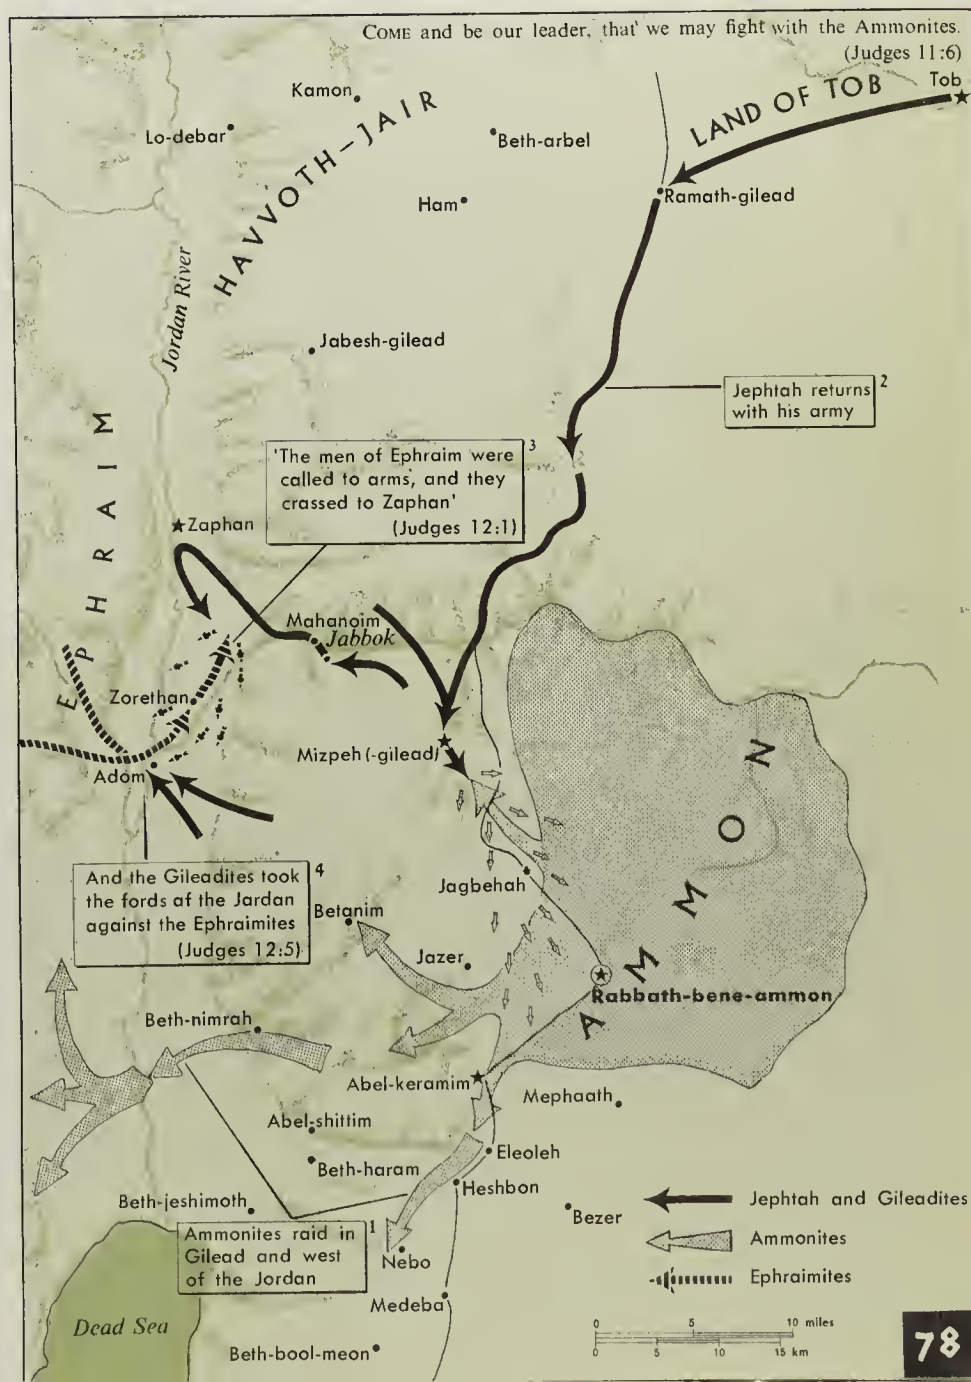 COME and be our leader, that we may fight with the Ammonites.
(Judges 11:6)
Tob
LAND OF TOB
Kamon
Lo-debar
HAVVOTH-JAIR
Beth-arbel
Ham
Ramath-gilead
Jordan River
Jabesh-gilead
Jephtah returns
with his army
2
'The men of Ephraim were
called to arms, and they
crassed to Zaphan'
(Judges 12:1)
3
EPHRAIM
Zaphan
Mahanoim
Jabbok
Zorethan
Mizpeh (-gilead)
Adom
AMMON
And the Gileadites took
the fords af the Jardan
against the Ephraimites
(Judges 12:5)
4
Jagbehah
Betanim
Jazer
Rabbath-bene-ammon
Beth-nimrah
Abel-keramim
Mephaath
Abel-shittim
Eleoleh
Beth-haram
Heshbon
Beth-jeshimoth
Bezer
Ammonites raid in
Gilead and west
of the Jordan
1
Nebo
Medeba
Dead Sea
Beth-bool-meon
Jephtah and Gileadites
Ammonites
Ephraimites
0 5 10 miles
0 5 10 15 km
78